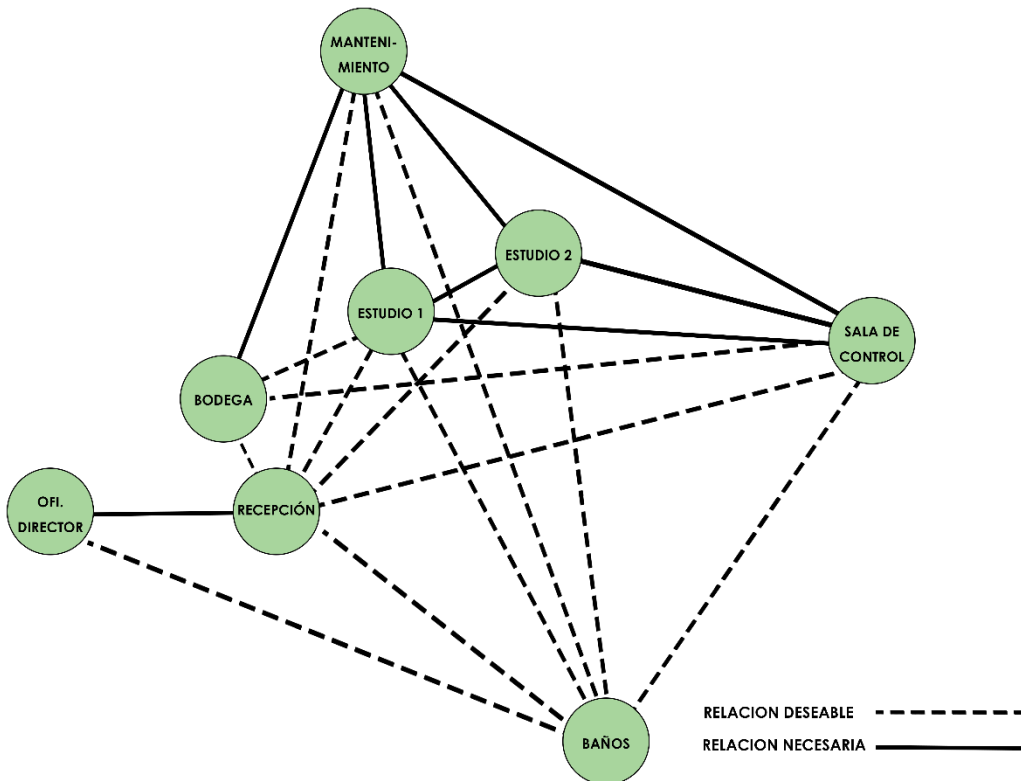 MANTENI-
MIENTO
ESTUDIO 2
ESTUDIO 1
SALA DE
CONTROL
BODEGA
OFI.
DIRECTOR
RECEPCIÓN
BAÑOS
RELACION DESEABLE
RELACION NECESARIA